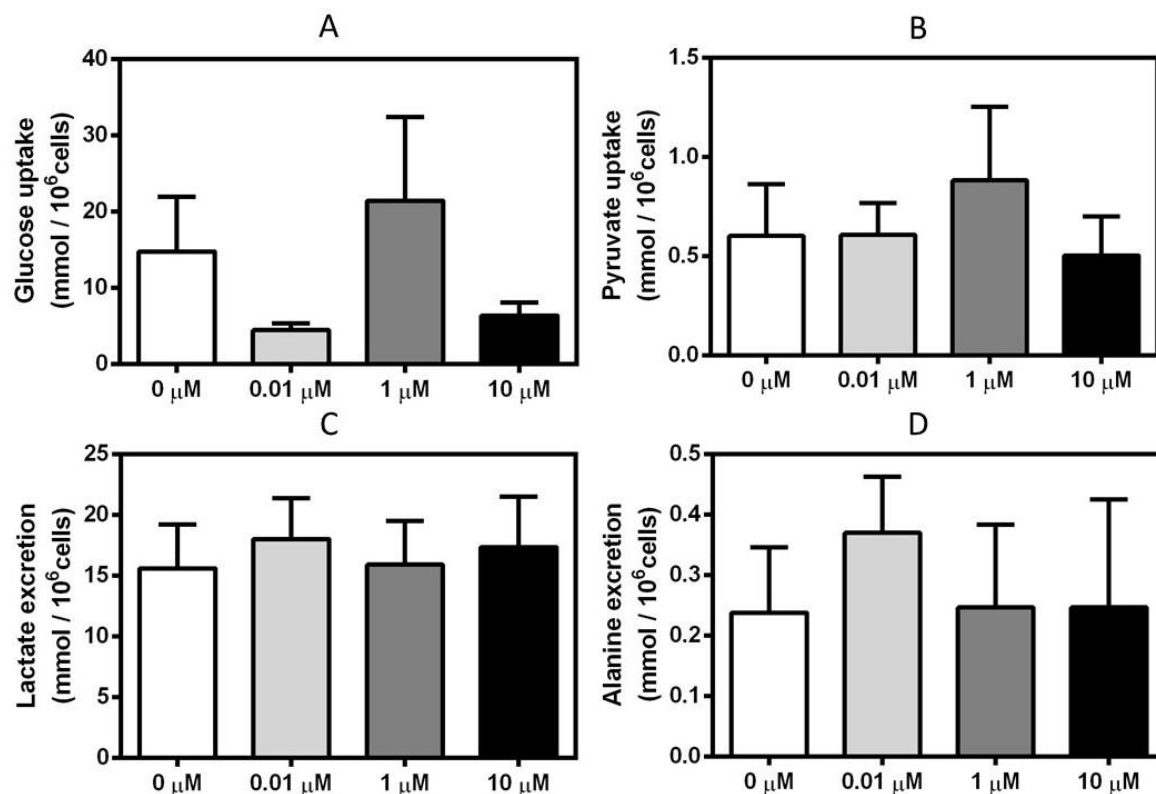 A
Glucose uptake
(mmol / 10⁶cells)
40
30
20
10
0
0 μM
0.01 μM
1 μM
10 μM
B
Pyruvate uptake
(mmol / 10⁶cells)
1.5
1.0
0.5
0.0
0 μM
0.01 μM
1 μM
10 μM
C
Lactate excretion
(mmol / 10⁶cells)
25
20
15
10
5
0
0 μM
0.01 μM
1 μM
10 μM
D
Alanine excretion
(mmol / 10⁶cells)
0.5
0.4
0.3
0.2
0.1
0.0
0 μM
0.01 μM
1 μM
10 μM